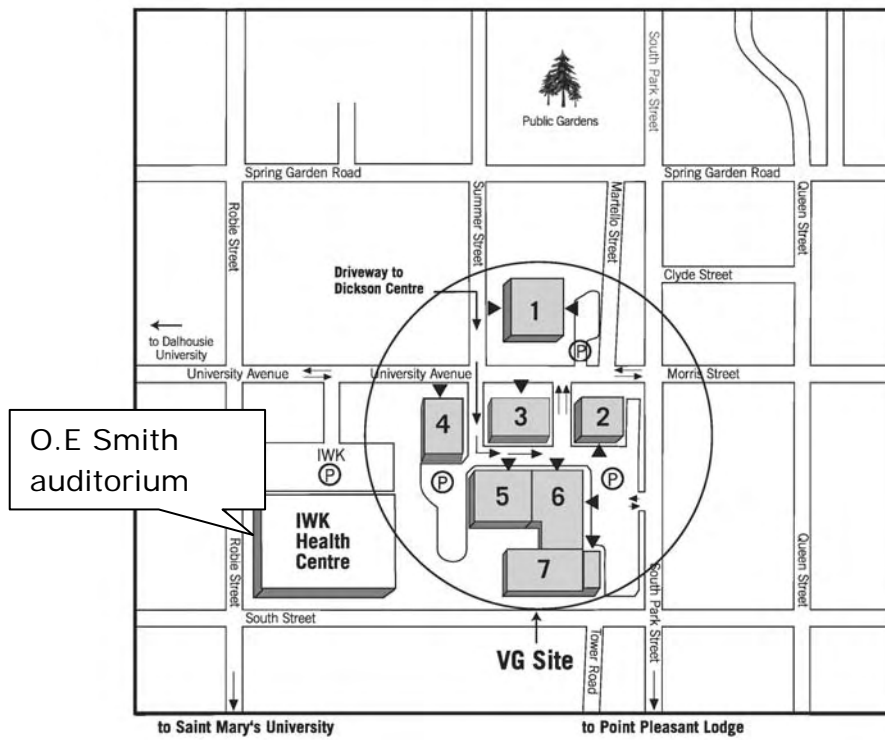 South Park Street
Public Gardens
Spring Garden Road
Spring Garden Road
Robie Street
Summer Street
Martello Street
Queen Street
Driveway to
Dickson Centre
Clyde Street
1
P
to Dalhousie
University
University Avenue
University Avenue
Morris Street
4
3
2
O.E Smith
auditorium
IWK
P
P
P
5
6
IWK
Health
Centre
7
Robie Street
South Park Street
Queen Street
South Street
VG Site
Tower Road
to Saint Mary's University
to Point Pleasant Lodge